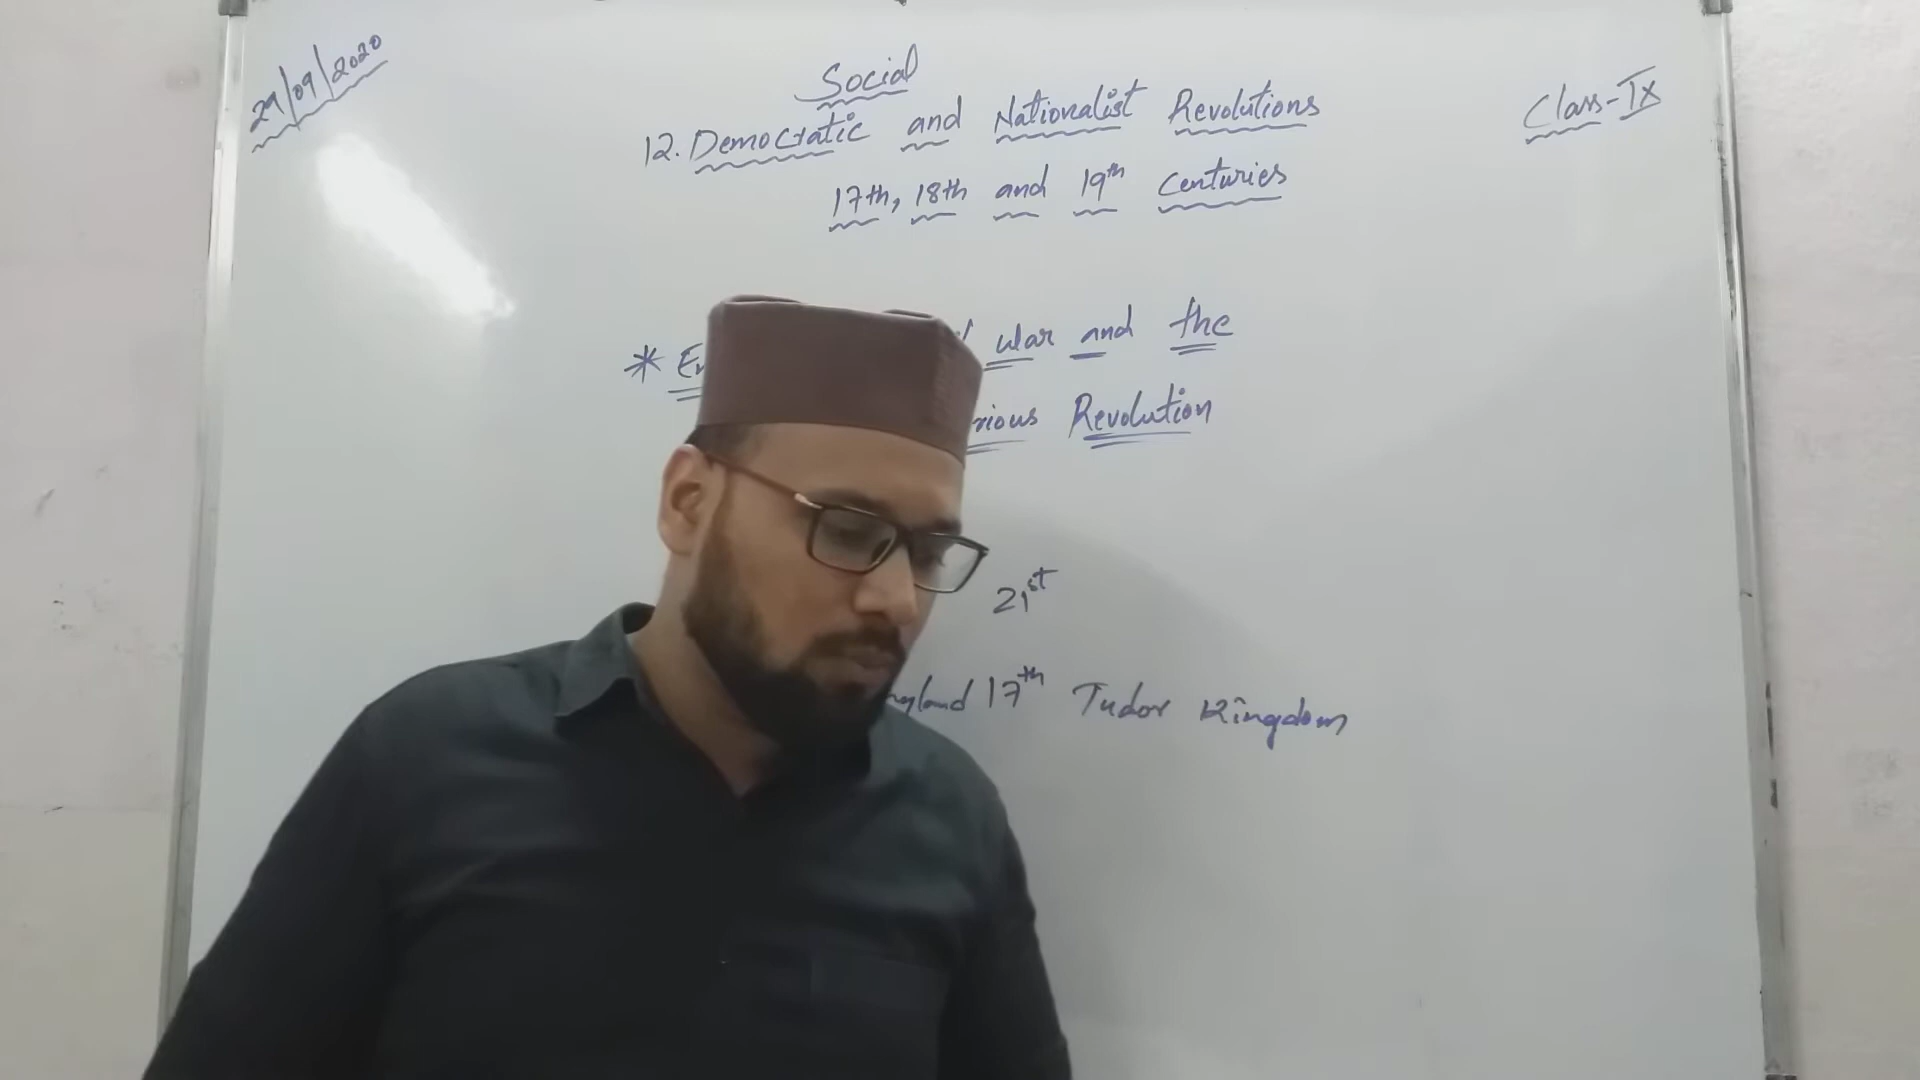 29/09/2020
Social
Class-IX
12. Democratic and Nationalist Revolutions
17th, 18th and 19th Centuries
* war and the
Revolution
21st
17th Tudor Kingdom